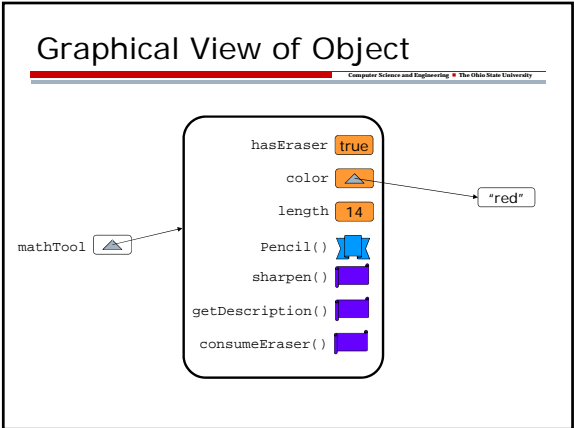 Graphical View of Object
Computer Science and Engineering ■ The Ohio State University
hasEraser true
color
"red"
length 14
mathTool
Pencil()
sharpen()
getDescription()
consumeEraser()